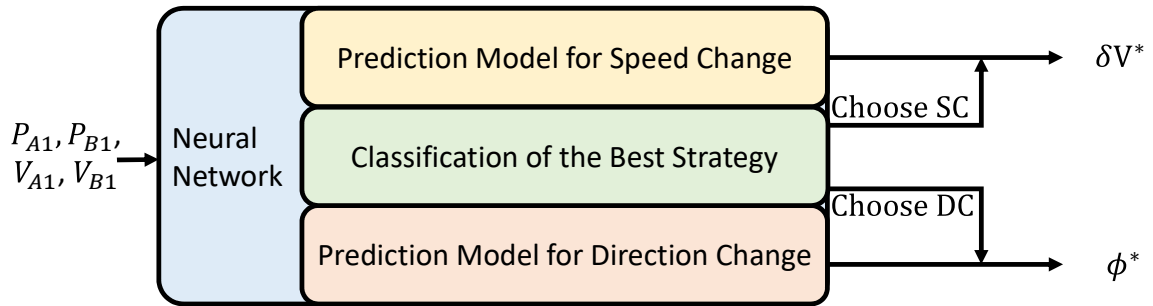 Prediction Model for Speed Change
δV*
Choose SC
P_{A1}, P_{B1},
V_{A1}, V_{B1}
Neural
Network
Classification of the Best Strategy
Choose DC
Prediction Model for Direction Change
ϕ*